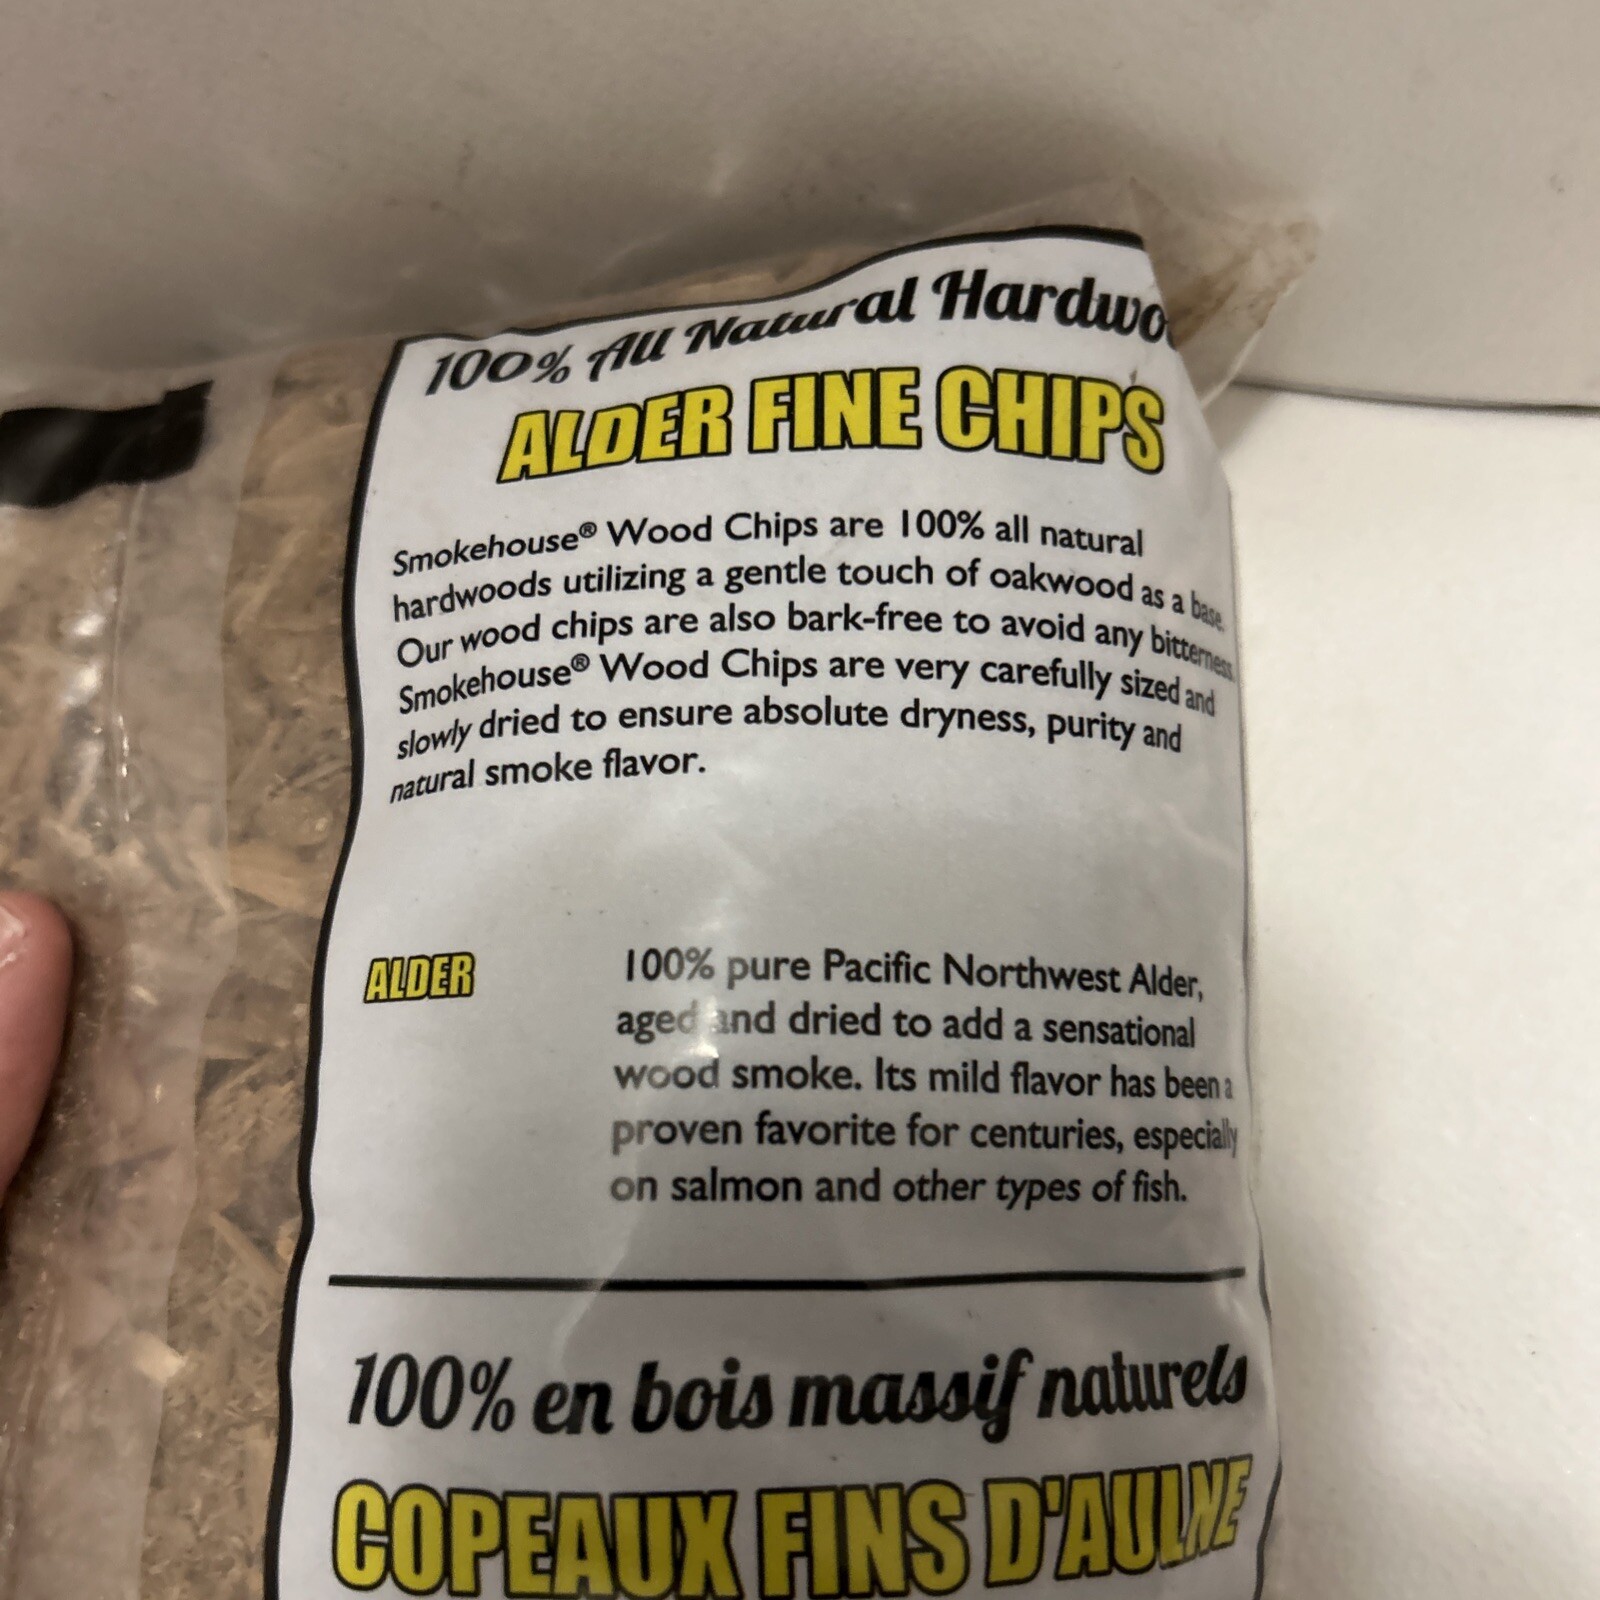 100% All Natural Hardwo
ALDER FINE CHIPS
Smokehouse® Wood Chips are 100% all natural
hardwoods utilizing a gentle touch of oakwood as a base.
Our wood chips are also bark-free to avoid any bitterness.
Smokehouse® Wood Chips are very carefully sized and
slowly dried to ensure absolute dryness, purity and
natural smoke flavor.
ALDER
100% pure Pacific Northwest Alder,
aged and dried to add a sensational
wood smoke. Its mild flavor has been a
proven favorite for centuries, especially
on salmon and other types of fish.
100% en bois massif naturels
COPEAUX FINS D'AULNE